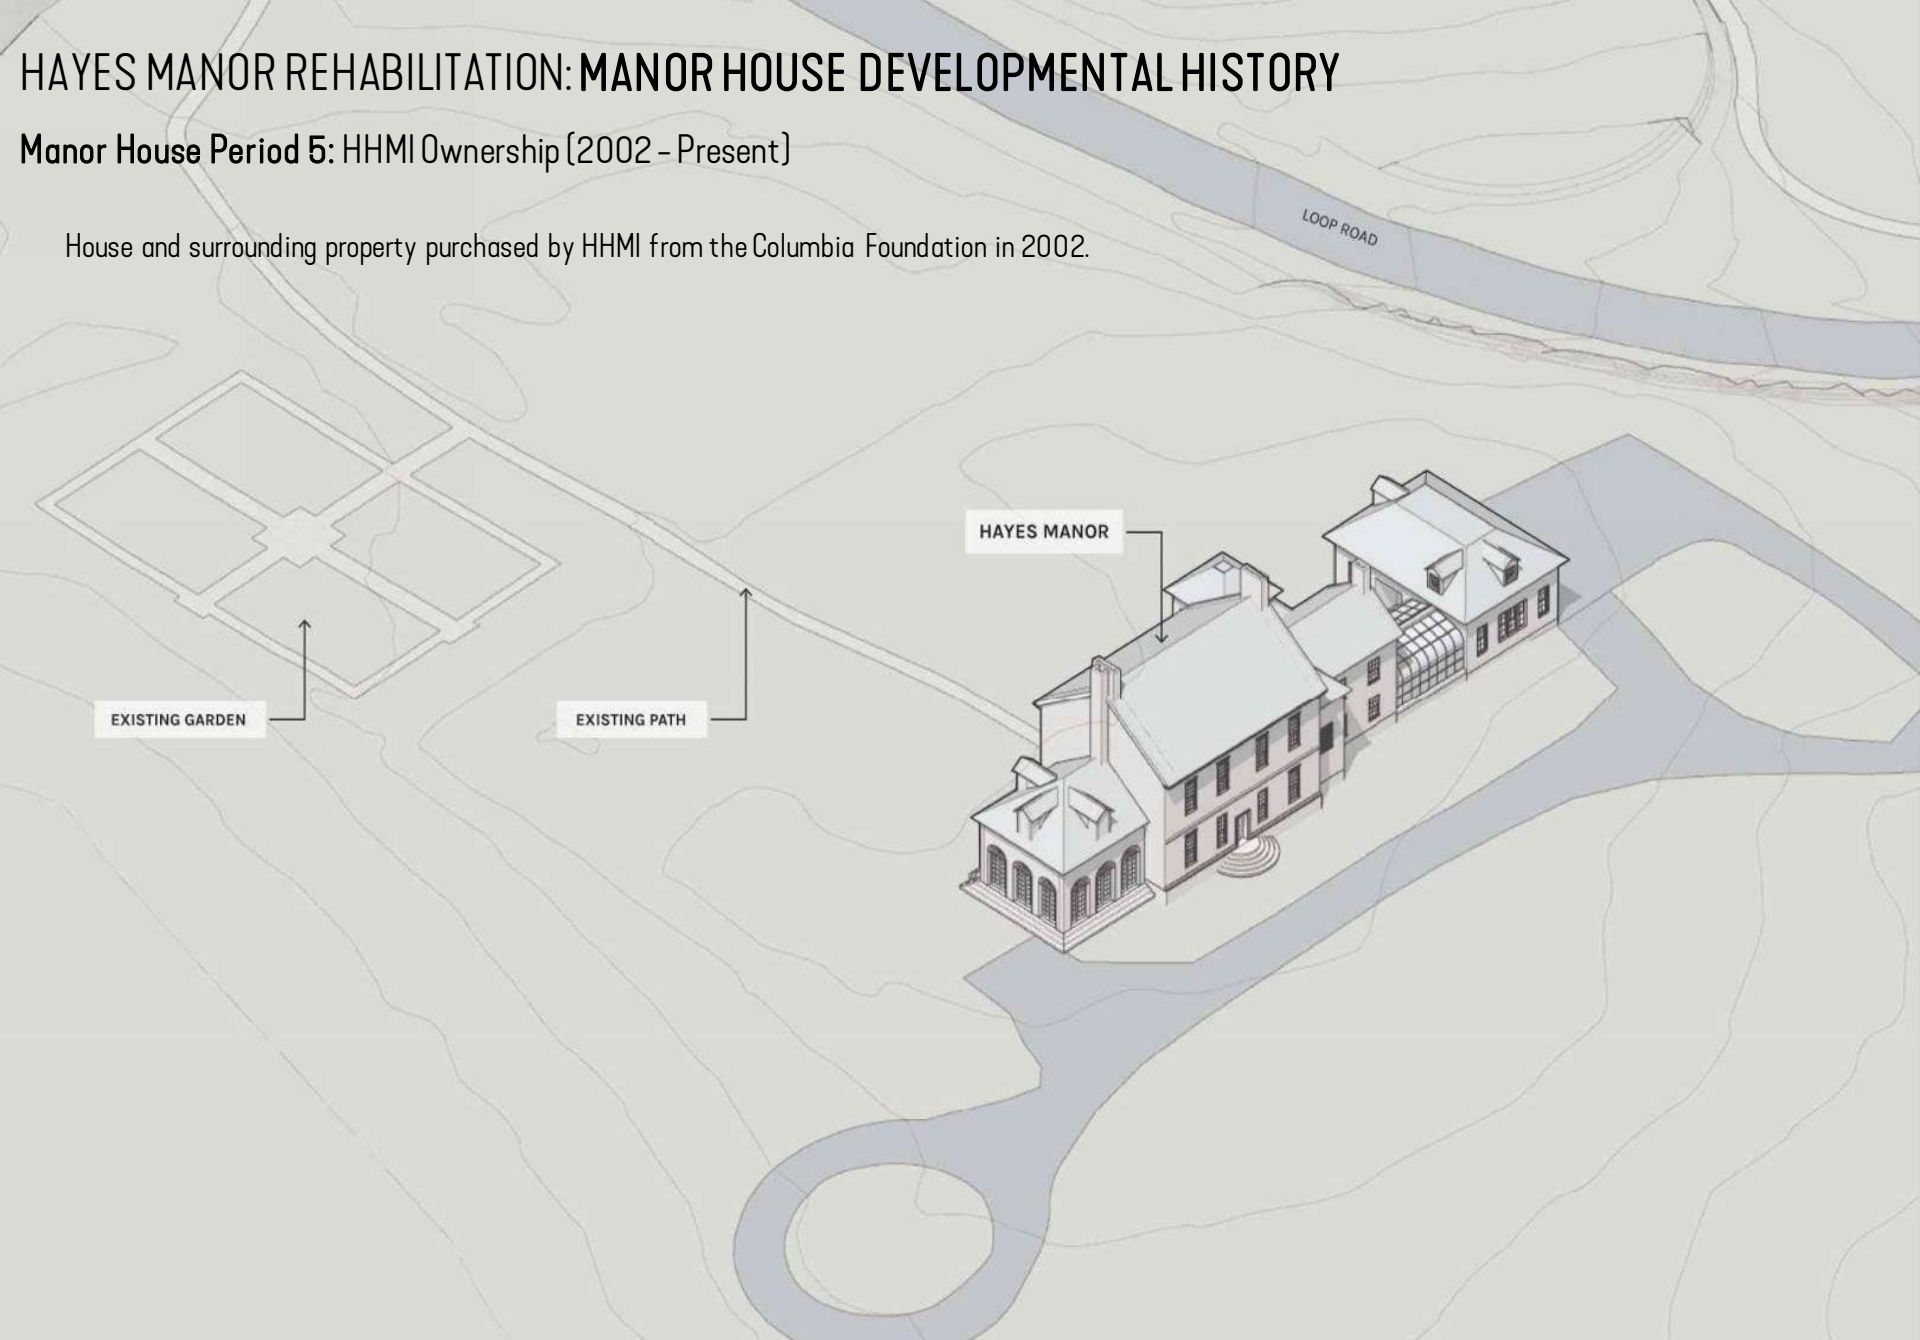 HAYES MANOR REHABILITATION: MANOR HOUSE DEVELOPMENTAL HISTORY
Manor House Period 5: HHMI Ownership (2002 – Present)
House and surrounding property purchased by HHMI from the Columbia Foundation in 2002.
LOOP ROAD
HAYES MANOR
EXISTING GARDEN
EXISTING PATH